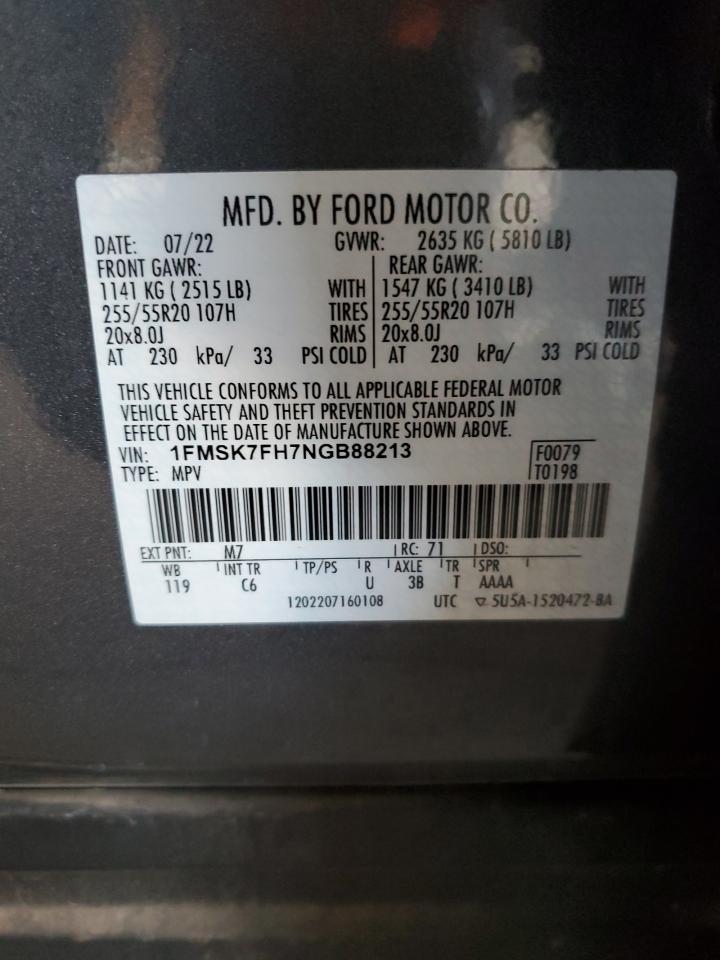 MFD. BY FORD MOTOR CO.
DATE: 07/22 GVWR: 2635 KG ( 5810 LB)
FRONT GAWR: REAR GAWR:
1141 KG ( 2515 LB) WITH 1547 KG ( 3410 LB) WITH
255/55R20 107H TIRES 255/55R20 107H TIRES
20x8.0J RIMS 20x8.0J RIMS
AT 230 kPa/ 33 PSI COLD AT 230 kPa/ 33 PSI COLD
THIS VEHICLE CONFORMS TO ALL APPLICABLE FEDERAL MOTOR
VEHICLE SAFETY AND THEFT PREVENTION STANDARDS IN
EFFECT ON THE DATE OF MANUFACTURE SHOWN ABOVE.
VIN: 1FMSK7FH7NGB88213 F0079
TYPE: MPV T0198
EXT PNT: M7 RC: 71 DSO:
WB INT TR TP/PS R AXLE TR SPR
119 C6 U 3B T AAAA
1202207160108 UTC ▽ 5U5A-1520472-BA